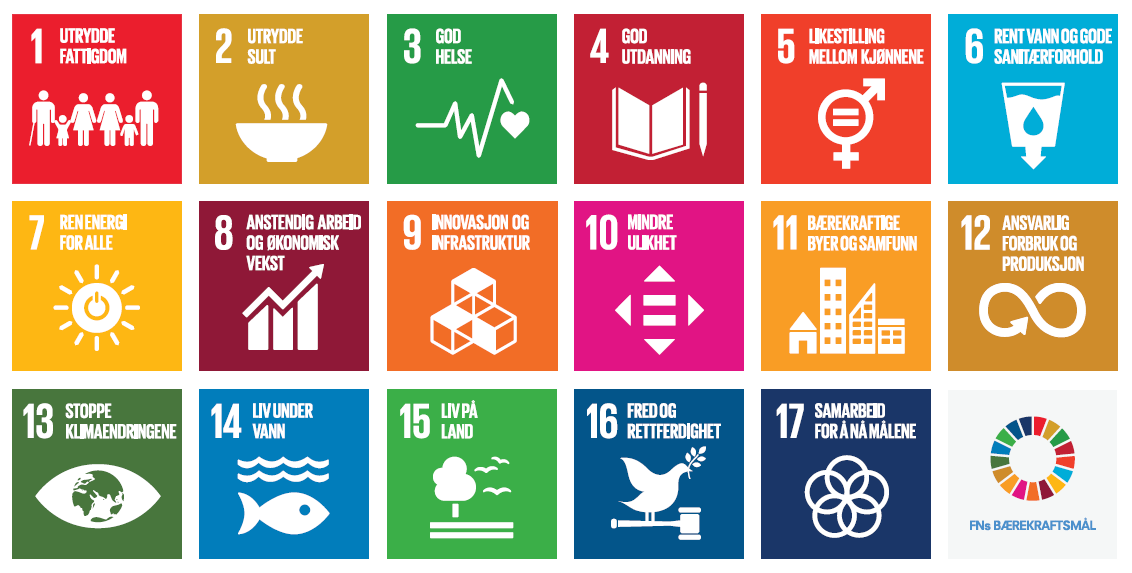 1 UTRYDDE
FATTIGDOM
2 UTRYDDE
SULT
3 GOD
HELSE
4 GOD
UTDANNING
5 LIKESTILLING
MELLOM KJØNNENE
6 RENT VANN OG GODE
SANITÆRFORHOLD
7 REN ENERGI
FOR ALLE
8 ANSTENDIG ARBEID
OG ØKONOMISK
VEKST
9 INNOVASJON OG
INFRASTRUKTUR
10 MINDRE
ULIKHET
11 BÆREKRAFTIGE
BYER OG SAMFUNN
12 ANSVARLIG
FORBRUK OG
PRODUKSJON
13 STOPPE
KLIMAENDRINGENE
14 LIV UNDER
VANN
15 LIV PÅ
LAND
16 FRED OG
RETTFERDIGHET
17 SAMARBEID
FOR Å NÅ MÅLENE
FNs BÆREKRAFTSMÅL